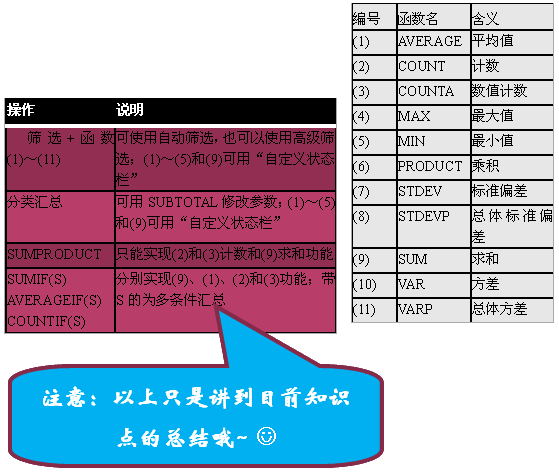 编号 函数名 含义
(1) AVERAGE 平均值
(2) COUNT 计数
(3) COUNTA 数值计数
(4) MAX 最大值
(5) MIN 最小值
(6) PRODUCT 乘积
(7) STDEV 标准偏差
(8) STDEVP 总体标准偏
差
(9) SUM 求和
(10) VAR 方差
(11) VARP 总体方差
操作 说明
筛选+函数 可使用自动筛选，也可以使用高级筛
(1)～(11) 选；(1)～(5)和(9)可用“自定义状态
栏”
分类汇总 可用 SUBTOTAL 修改参数；(1)～(5)
和(9)可用“自定义状态栏”
SUMPRODUCT 只能实现(2)和(3)计数和(9)求和功能
SUMIF(S) 分别实现(9)、(1)、(2)和(3)功能；带
AVERAGEIF(S) S 的为多条件汇总
COUNTIF(S)
注意：以上只是讲到目前知识
点的总结哦~☺